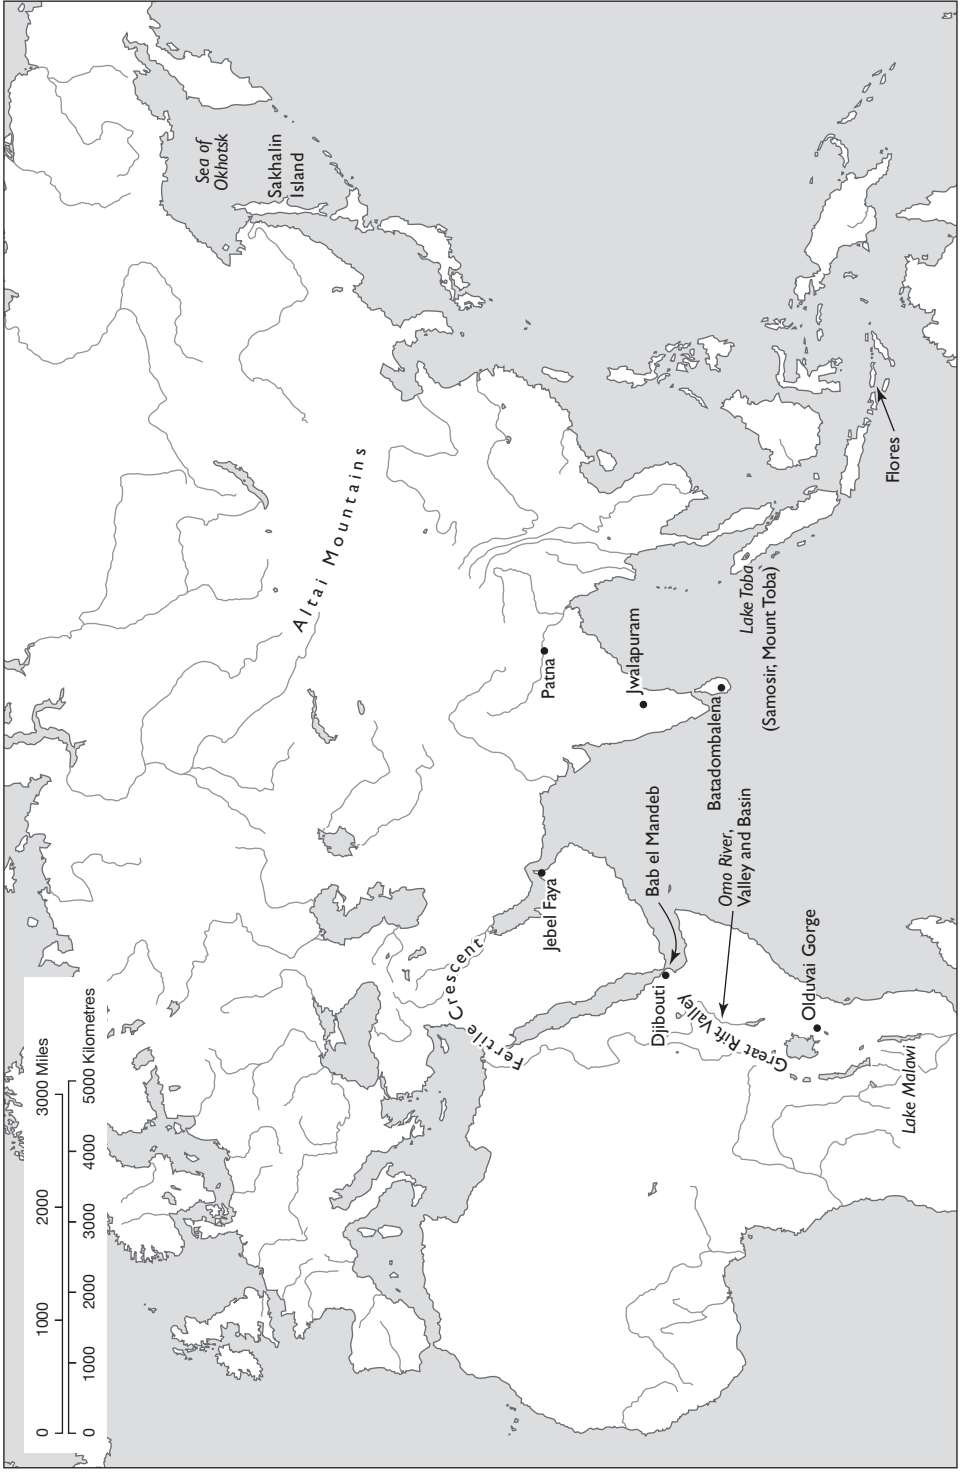 0 1000 2000 3000 Miles
0 1000 2000 3000 4000 5000 Kilometres
Sea of
Okhotsk
Sakhalin
Island
Altai Mountains
Fertile Crescent
Patna
Jebel Faya
Jwalapuram
Bab el Mandeb
Djibouti
Great Rift Valley
Batadombalena
Omo River,
Valley and Basin
Lake Toba
(Samosir, Mount Toba)
Olduvai Gorge
Flores
Lake Malawi